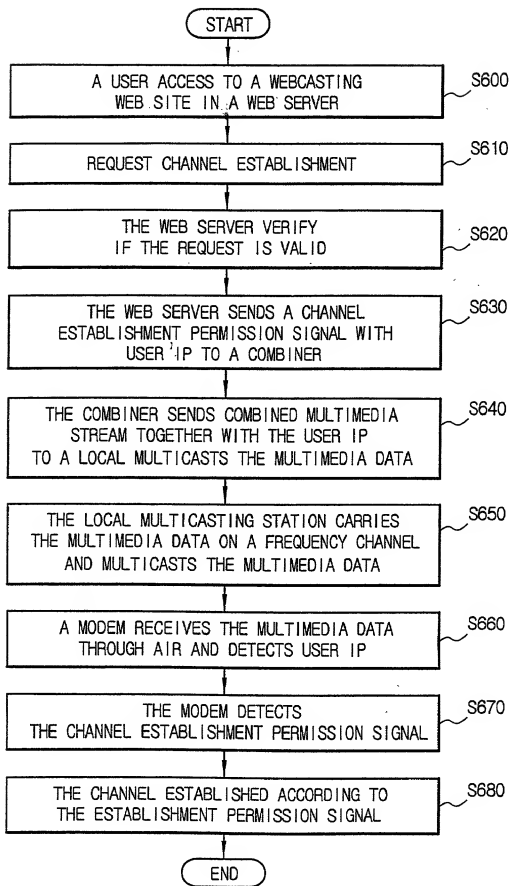 START
A USER ACCESS TO A WEBCASTING
WEB SITE IN A WEB SERVER
S600
REQUEST CHANNEL ESTABLISHMENT
S610
THE WEB SERVER VERIFY
IF THE REQUEST IS VALID
S620
THE WEB SERVER SENDS A CHANNEL
ESTABLISHMENT PERMISSION SIGNAL WITH
USER IP TO A COMBINER
S630
THE COMBINER SENDS COMBINED MULTIMEDIA
STREAM TOGETHER WITH THE USER IP
TO A LOCAL MULTICASTS THE MULTIMEDIA DATA
S640
THE LOCAL MULTICASTING STATION CARRIES
THE MULTIMEDIA DATA ON A FREQUENCY CHANNEL
AND MULTICASTS THE MULTIMEDIA DATA
S650
A MODEM RECEIVES THE MULTIMEDIA DATA
THROUGH AIR AND DETECTS USER IP
S660
THE MODEM DETECTS
THE CHANNEL ESTABLISHMENT PERMISSION SIGNAL
S670
THE CHANNEL ESTABLISHED ACCORDING TO
THE ESTABLISHMENT PERMISSION SIGNAL
S680
END